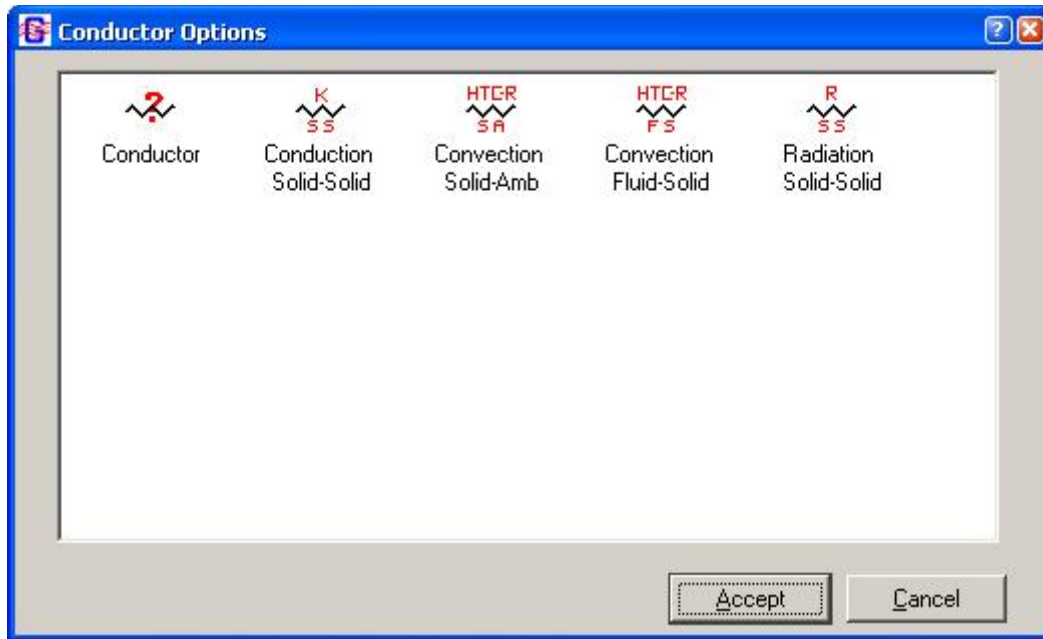 Conductor Options
?
K
HTC-R
HTC-R
R
SS
SA
FS
SS
Conductor
Conduction
Solid-Solid
Convection
Solid-Amb
Convection
Fluid-Solid
Radiation
Solid-Solid
Accept
Cancel